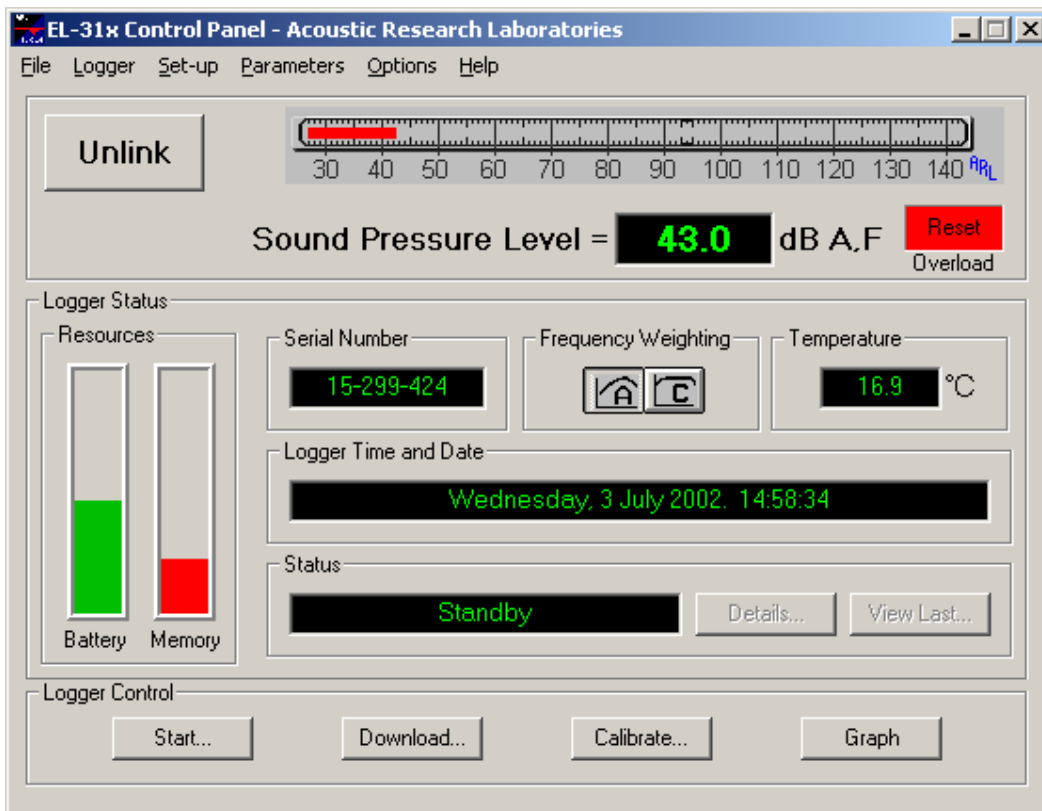 EL-31x Control Panel - Acoustic Research Laboratories
File Logger Set-up Parameters Options Help
Unlink
30 40 50 60 70 80 90 100 110 120 130 140 ARL
Sound Pressure Level = 43.0 dB A,F
Reset
Overload
Logger Status
Resources
Battery Memory
Serial Number
15-299-424
Frequency Weighting
A C
Temperature
16.9 °C
Logger Time and Date
Wednesday, 3 July 2002. 14:58:34
Status
Standby
Details...
View Last...
Logger Control
Start...
Download...
Calibrate...
Graph